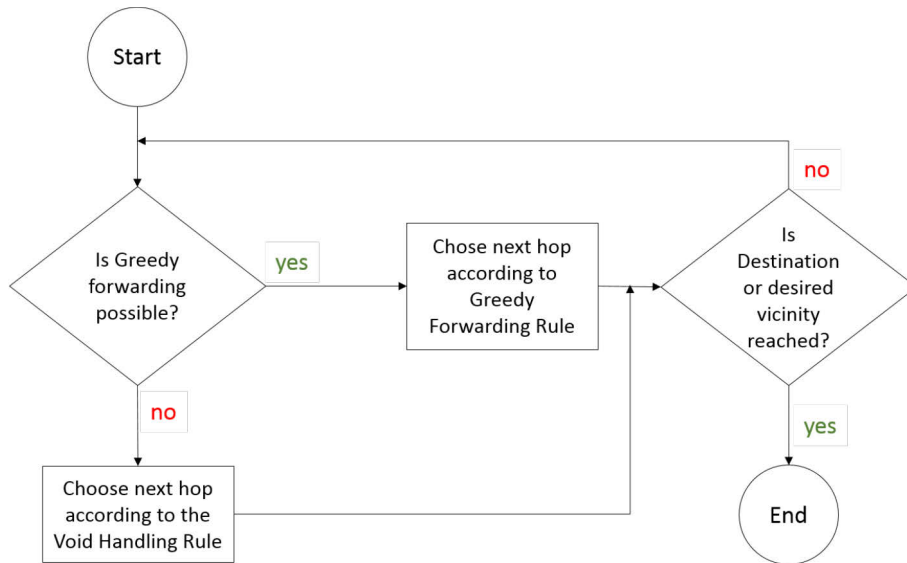 Start
no
Is Greedy
forwarding
possible?
yes
Chose next hop
according to
Greedy
Forwarding Rule
Is
Destination
or desired
vicinity
reached?
no
yes
Choose next hop
according to the
Void Handling Rule
End